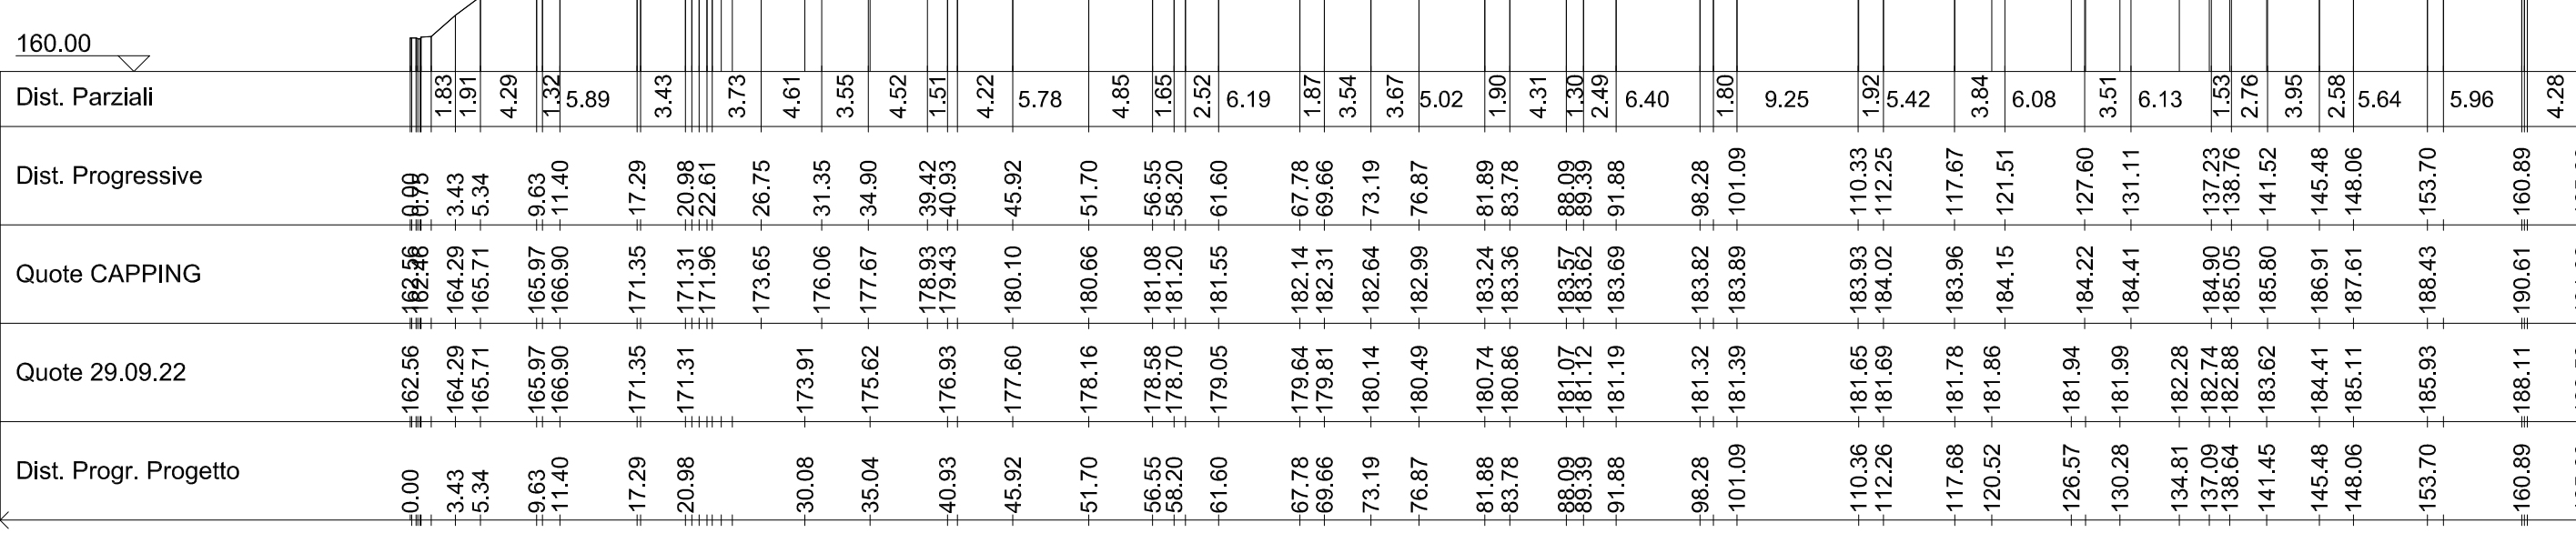 160.00
Dist. Parziali 1.83 1.91 4.29 1.32 5.89 3.43 3.73 4.61 3.55 4.52 1.51 4.22 5.78 4.85 1.65 2.52 6.19 1.87 3.54 3.67 5.02 1.90 4.31 1.30 2.49 6.40 1.80 9.25 1.92 5.42 3.84 6.08 3.51 6.13 1.53 2.76 3.95 2.58 5.64 5.96 4.28
Dist. Progressive 0.00 0.75 3.43 5.34 9.63 11.40 17.29 20.98 22.61 26.75 31.35 34.90 39.42 40.93 45.92 51.70 56.55 58.20 61.60 67.78 69.66 73.19 76.87 81.89 83.78 88.09 89.39 91.88 98.28 101.09 110.33 112.25 117.67 121.51 127.60 131.11 137.23 138.76 141.52 145.48 148.06 153.70 160.89
Quote CAPPING 162.56 162.46 164.29 165.71 165.97 166.90 171.35 171.31 171.96 173.65 176.06 177.67 178.93 179.43 180.10 180.66 181.08 181.20 181.55 182.14 182.31 182.64 182.99 183.24 183.36 183.57 183.62 183.69 183.82 183.89 183.93 184.02 183.96 184.15 184.22 184.41 184.90 185.05 185.80 186.91 187.61 188.43 190.61
Quote 29.09.22 162.56 164.29 165.71 165.97 166.90 171.35 171.31 173.91 175.62 176.93 177.60 178.16 178.58 178.70 179.05 179.64 179.81 180.14 180.49 180.74 180.86 181.07 181.12 181.19 181.32 181.39 181.65 181.69 181.78 181.86 181.94 181.99 182.28 182.74 182.88 183.62 184.41 185.11 185.93 188.11
Dist. Progr. Progetto 0.00 3.43 5.34 9.63 11.40 17.29 20.98 30.08 35.04 40.93 45.92 51.70 56.55 58.20 61.60 67.78 69.66 73.19 76.87 81.88 83.78 88.09 89.39 91.88 98.28 101.09 110.36 112.26 117.68 120.52 126.57 130.28 134.81 137.09 138.64 141.45 145.48 148.06 153.70 160.89